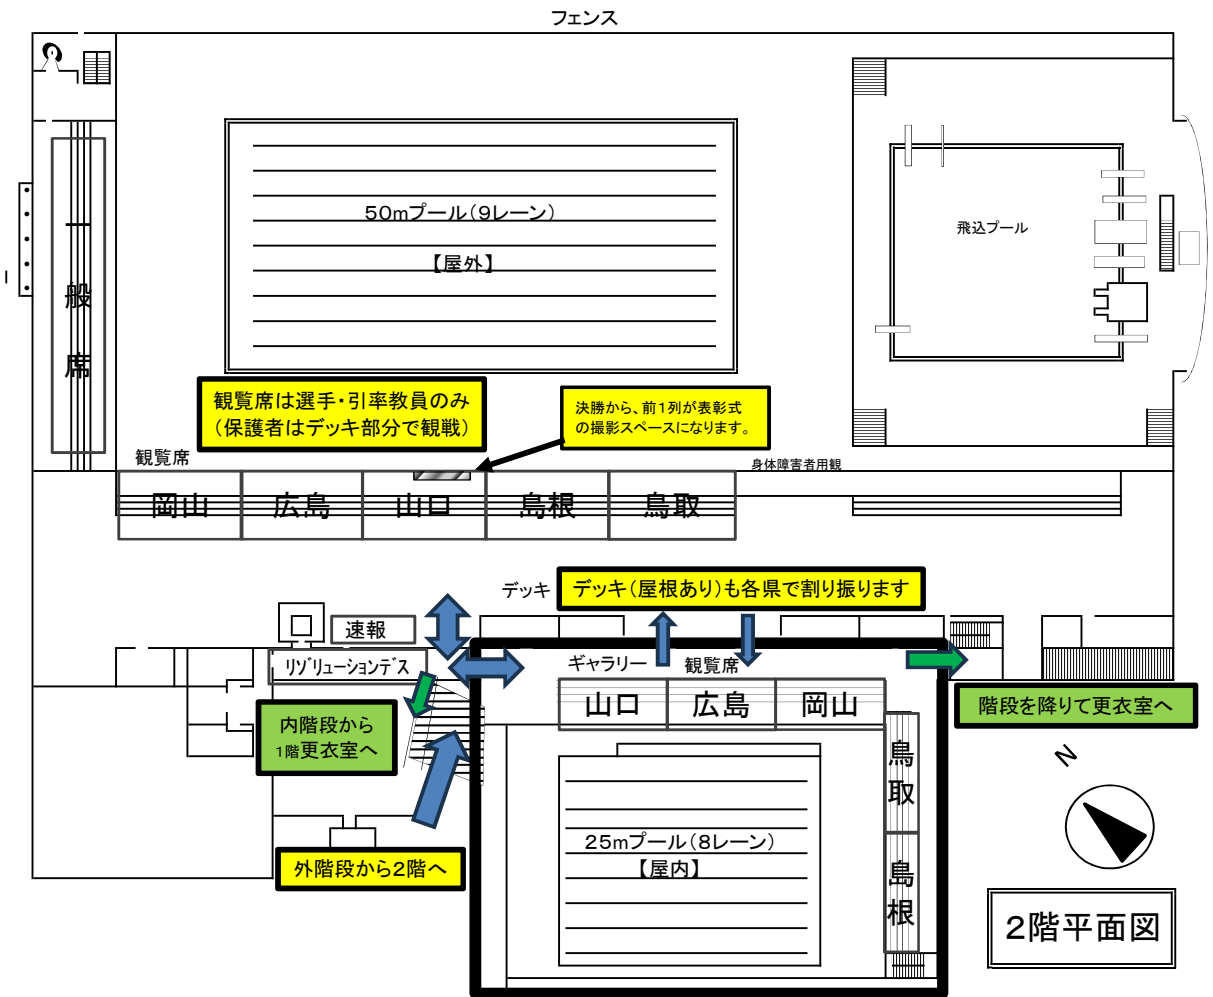 フェンス
50mプール(9レーン)
【屋外】
飛込プール
一般席
観覧席は選手・引率教員のみ
(保護者はデッキ部分で観戦)
決勝から、前1列が表彰式
の撮影スペースになります。
観覧席
身体障害者用観
岡山
広島
山口
島根
鳥取
デッキ
デッキ(屋根あり)も各県で割り振ります
速報
リゾリューションデス
ギャラリー
観覧席
山口
広島
岡山
階段を降りて更衣室へ
内階段から
1階更衣室へ
鳥取
N
25mプール(8レーン)
【屋内】
外階段から2階へ
島根
2階平面図